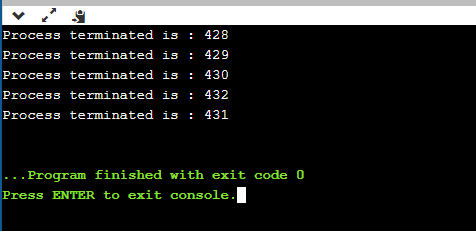 Process terminated is : 428
Process terminated is : 429
Process terminated is : 430
Process terminated is : 432
Process terminated is : 431
...Program finished with exit code 0
Press ENTER to exit console.